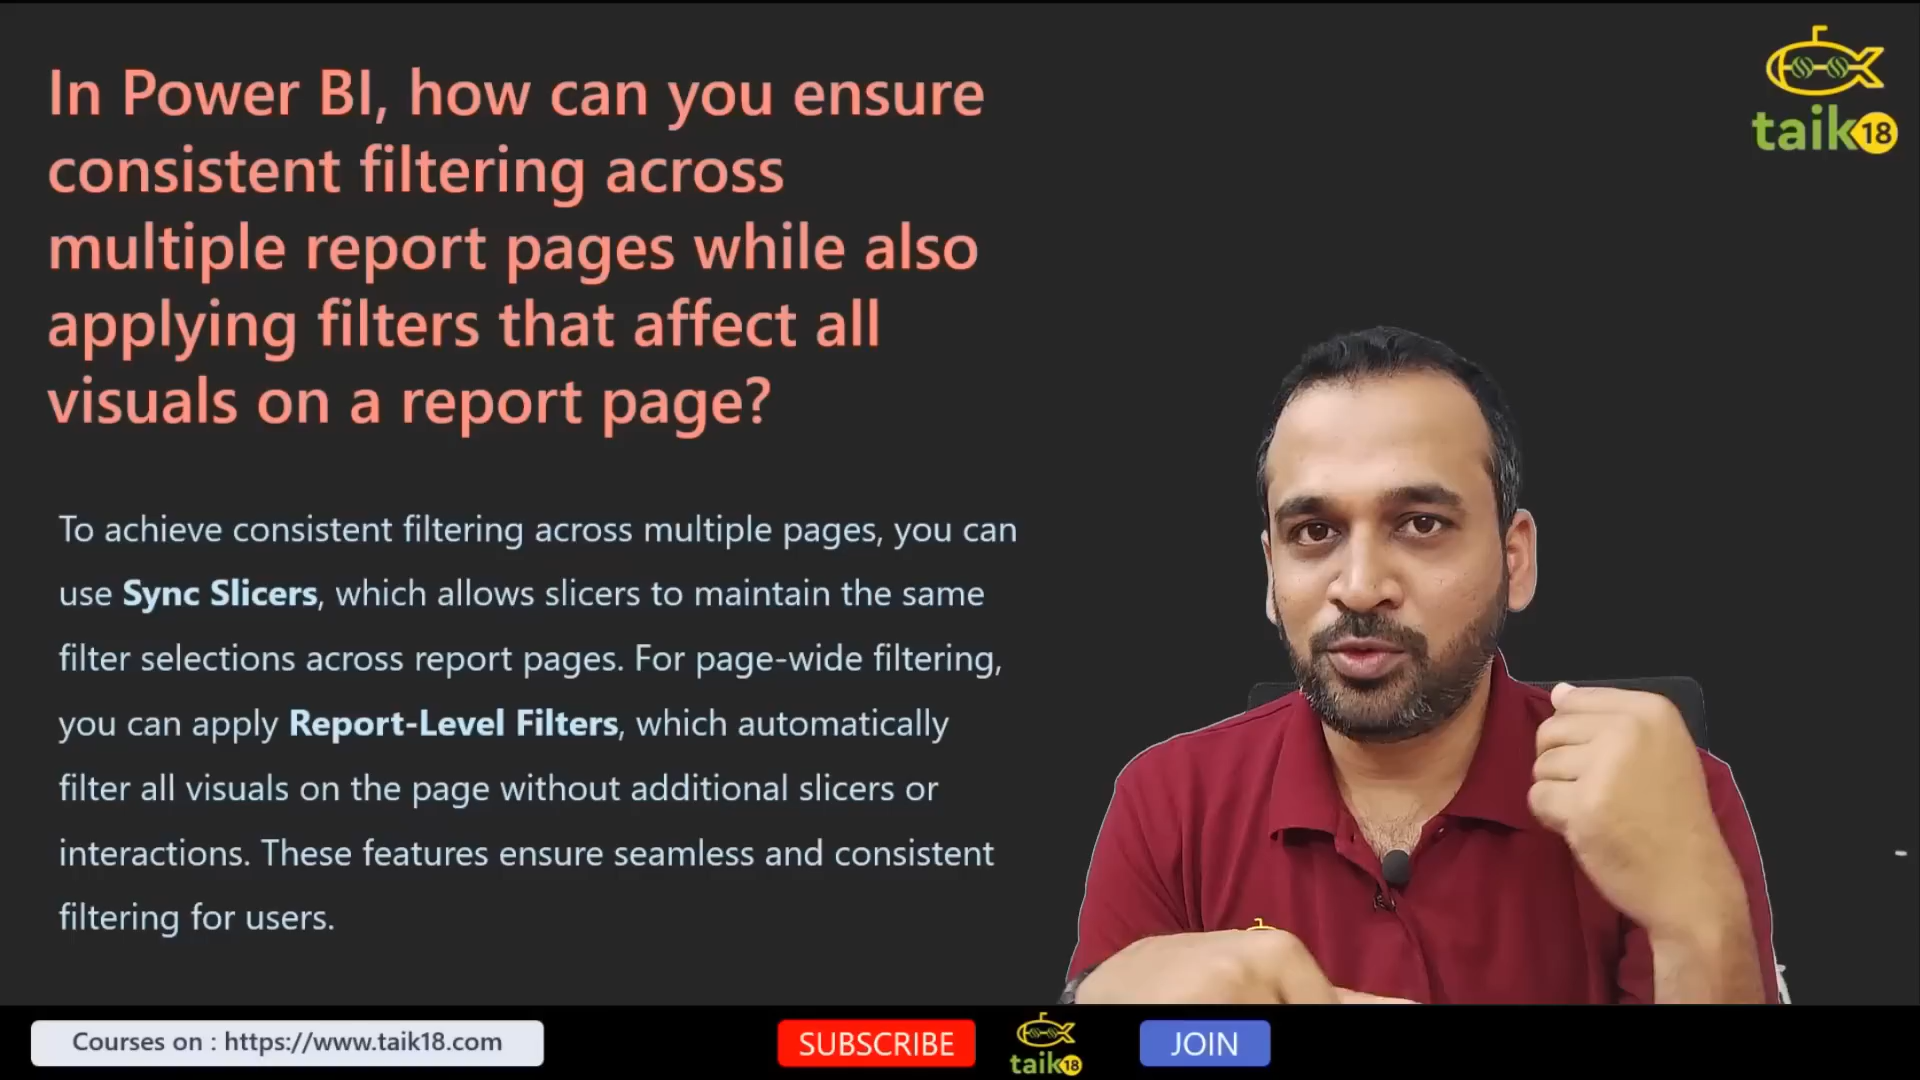 In Power BI, how can you ensure
consistent filtering across
multiple report pages while also
applying filters that affect all
visuals on a report page?
taik18
To achieve consistent filtering across multiple pages, you can
use Sync Slicers, which allows slicers to maintain the same
filter selections across report pages. For page-wide filtering,
you can apply Report-Level Filters, which automatically
filter all visuals on the page without additional slicers or
interactions. These features ensure seamless and consistent
filtering for users.
Courses on : https://www.taik18.com
SUBSCRIBE
taik18
JOIN